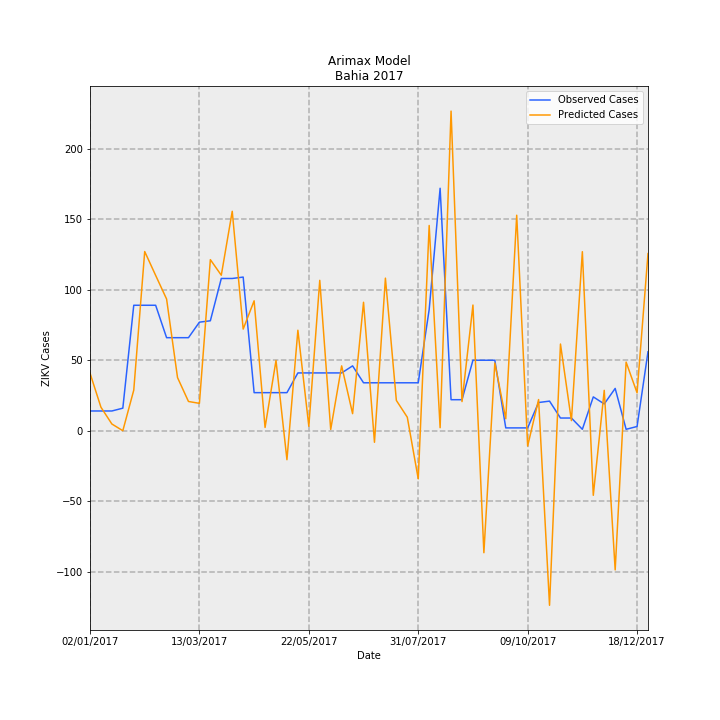 Arimax Model
Bahia 2017
Observed Cases
Predicted Cases
ZIKV Cases
200
150
100
50
0
−50
−100
02/01/2017
13/03/2017
22/05/2017
31/07/2017
09/10/2017
18/12/2017
Date